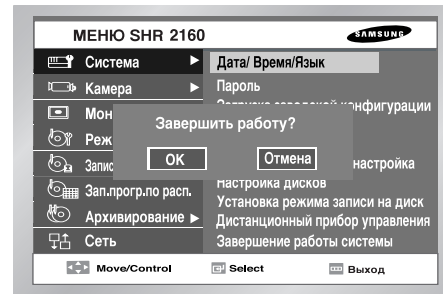 МЕНЮ SHR 2160
SAMSUNG
Система
Дата/ Время/Язык
Камера
Пароль
Мон
конфигурации
Завершить работу?
Реж
Запис
OK
Отмена
настройка
Зап.прогр.по расп.
Настройка дисков
Установка режима записи на диск
Архивирование
Дистанционный прибор управления
Сеть
Завершение работы системы
Move/Control
Select
Выход